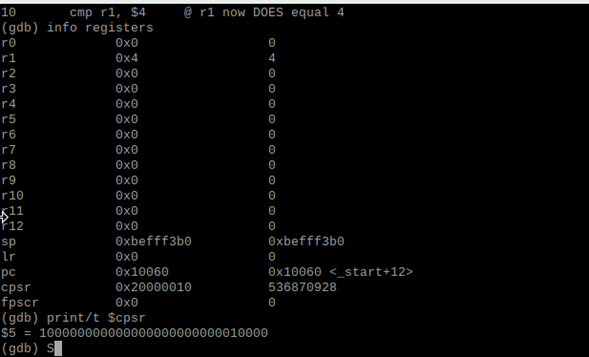 10 cmp r1, $4 @ r1 now DOES equal 4
(gdb) info registers
r0 0x0 0
r1 0x4 4
r2 0x0 0
r3 0x0 0
r4 0x0 0
r5 0x0 0
r6 0x0 0
r7 0x0 0
r8 0x0 0
r9 0x0 0
r10 0x0 0
r11 0x0 0
r12 0x0 0
sp 0xbefff3b0 0xbefff3b0
lr 0x0 0
pc 0x10060 0x10060 <_start+12>
cpsr 0x20000010 536870928
fpscr 0x0 0
(gdb) print/t $cpsr
$5 = 100000000000000000000000010000
(gdb) S